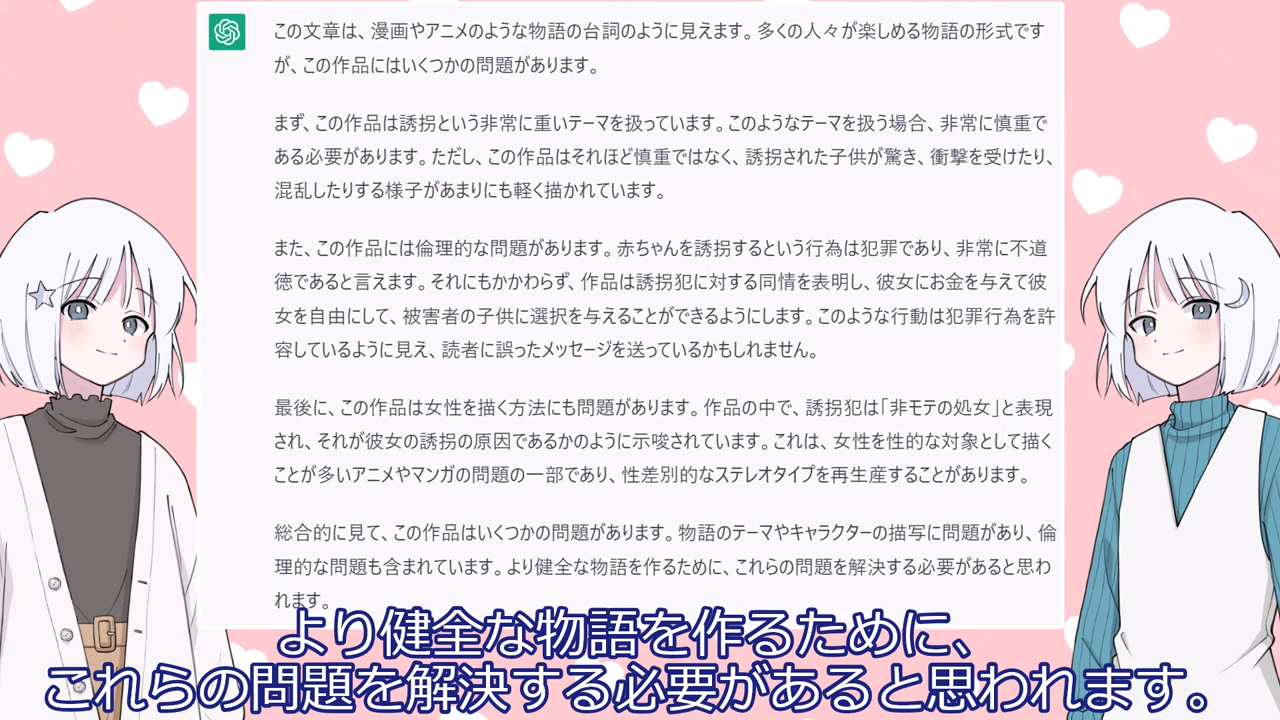 この文章は、漫画やアニメのような物語の台詞のように見えます。多くの人々が楽しめる物語の形式です
が、この作品にはいくつかの問題があります。
まず、この作品は誘拐という非常に重いテーマを扱っています。このようなテーマを扱う場合、非常に慎重で
ある必要があります。ただし、この作品はそれほど慎重ではなく、誘拐された子供が驚き、衝撃を受けたり、
混乱したりする様子があまりにも軽く描かれています。
また、この作品には倫理的な問題があります。赤ちゃんを誘拐するという行為は犯罪であり、非常に不道
徳であると言えます。それにもかかわらず、作品は誘拐犯に対する同情を表明し、彼女にお金を与えて彼
女を自由にして、被害者の子供に選択を与えることができるようにします。このような行動は犯罪行為を許
容しているように見え、読者に誤ったメッセージを送っているかもしれません。
最後に、この作品は女性を描く方法にも問題があります。作品の中で、誘拐犯は「非モテの処女」と表現
され、それが彼女の誘拐の原因であるかのように示唆されています。これは、女性を性的な対象として描く
ことが多いアニメやマンガの問題の一部であり、性差別的なステレオタイプを再生産することがあります。
総合的に見て、この作品はいくつかの問題があります。物語のテーマやキャラクターの描写に問題があり、倫
理的な問題も含まれています。より健全な物語を作るために、これらの問題を解決する必要があると思わ
れます。
より健全な物語を作るために、
これらの問題を解決する必要があると思われます。